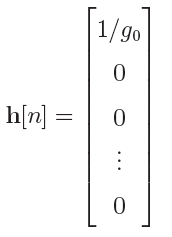 h[n] = [1/g₀
0
0
⋮
0]